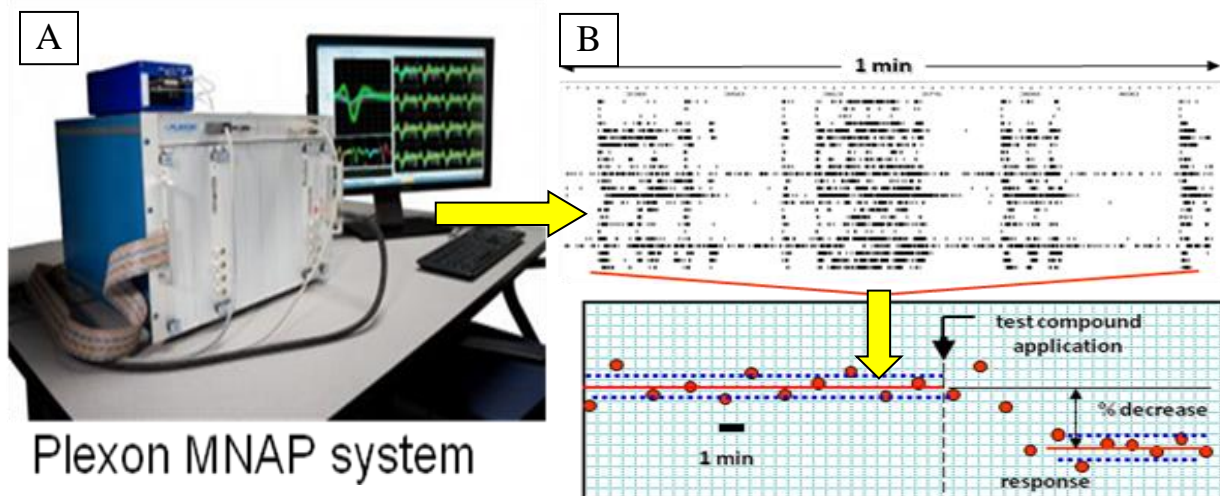 A
Plexon MNAP system
B
1 min
test compound
application
% decrease
1 min
response